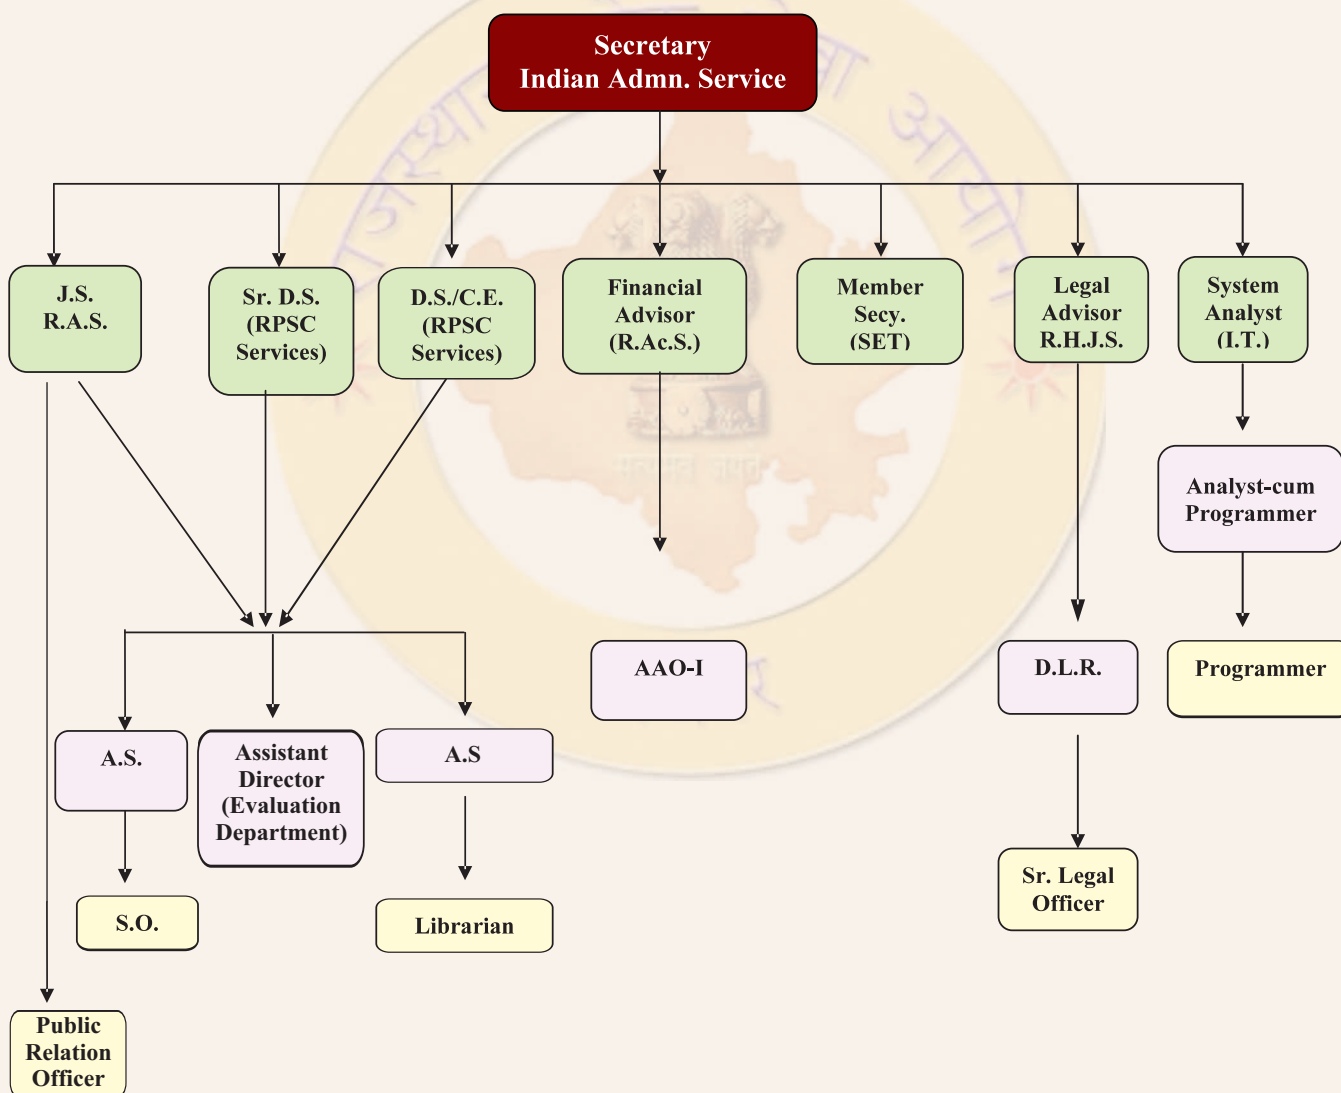 Secretary
Indian Admn. Service
J.S.
R.A.S.
Sr. D.S.
(RPSC
Services)
D.S./C.E.
(RPSC
Services)
Financial
Advisor
(R.Ac.S.)
Member
Secy.
(SET)
Legal
Advisor
R.H.J.S.
System
Analyst
(I.T.)
Analyst-cum
Programmer
AAO-I
D.L.R.
Programmer
A.S.
Assistant
Director
(Evaluation
Department)
A.S
S.O.
Librarian
Sr. Legal
Officer
Public
Relation
Officer
आयोग